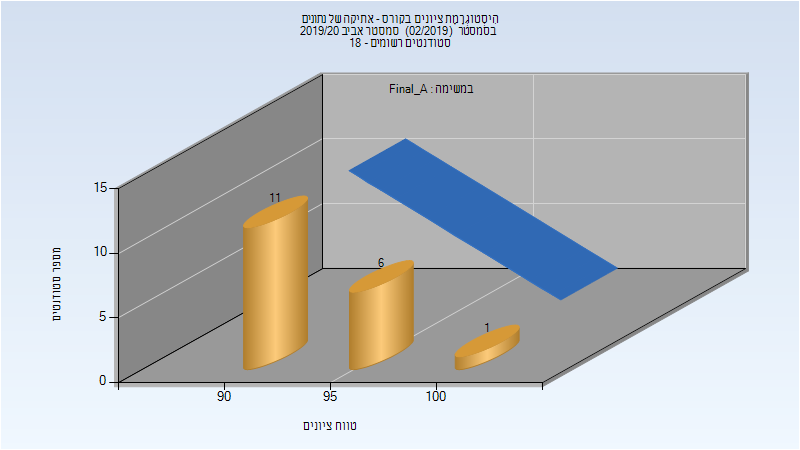 היסטוגרמת ציונים בקורס - אתיקה של נתונים
בסמסטר (02/2019) סמסטר אביב 2019/20
סטודנטים רשומים - 18
במשימה : Final_A
מספר סטודנטים
15
10
5
0
11
6
1
90
95
100
טווח ציונים